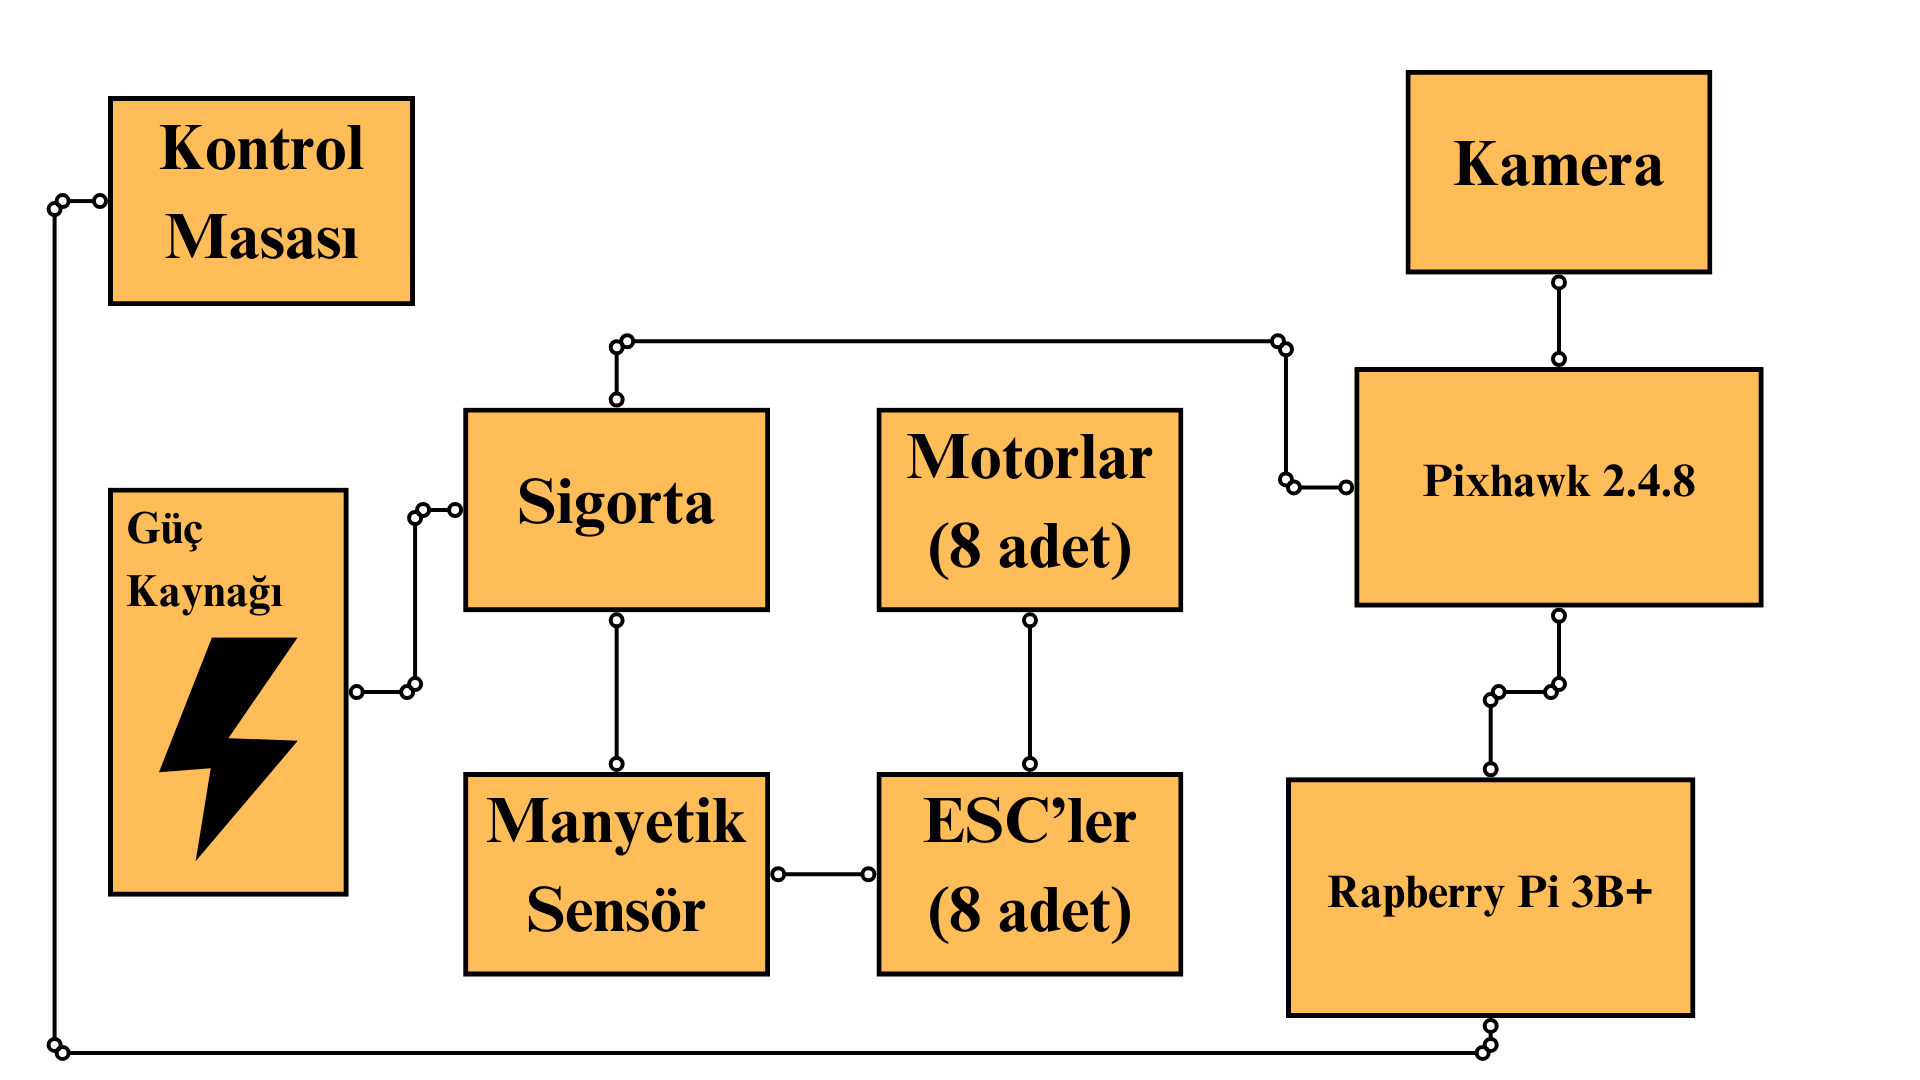 Kontrol
Masası
Kamera
Sigorta
Motorlar
(8 adet)
Pixhawk 2.4.8
Güç
Kaynağı
Manyetik
Sensör
ESC’ler
(8 adet)
Rapberry Pi 3B+